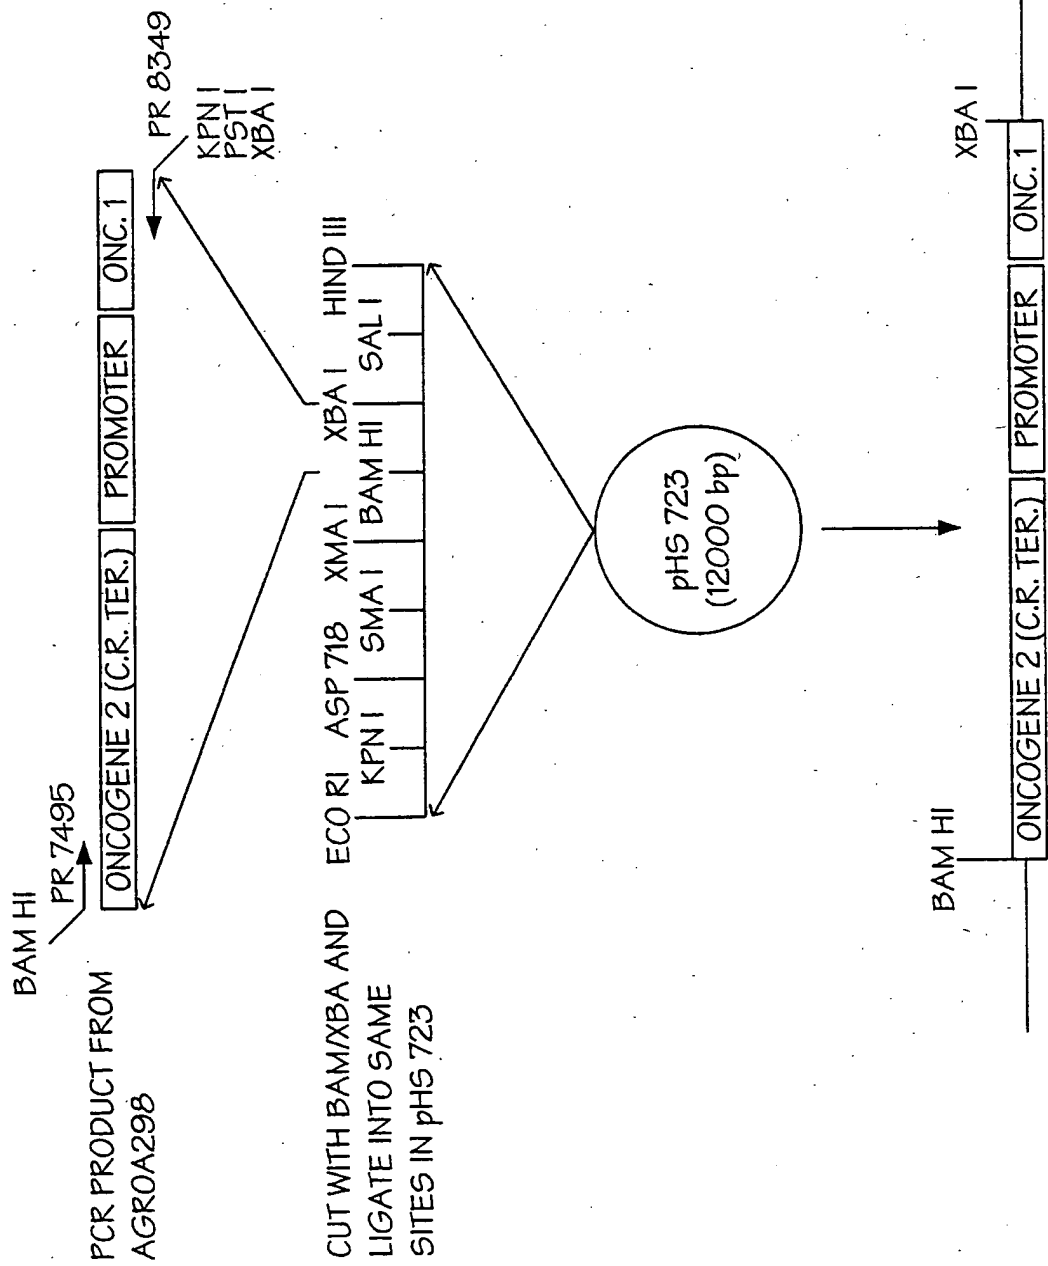 BAM HI
PR 7495
ONCOGENE 2 (C.R. TER.)
PROMOTER
ONC. 1
PR 8349
KPN I
PST I
XBA I
PCR PRODUCT FROM
AGROA298
CUT WITH BAM/XBA AND
LIGATE INTO SAME
SITES IN pHS 723
ECO RI
KPN I
ASP 718
SMA I
XMA I
BAM HI
XBA I
SAL I
HIND III
pHS 723
(12000 bp)
BAM HI
XBA I
ONCOGENE 2 (C.R. TER.)
PROMOTER
ONC. 1